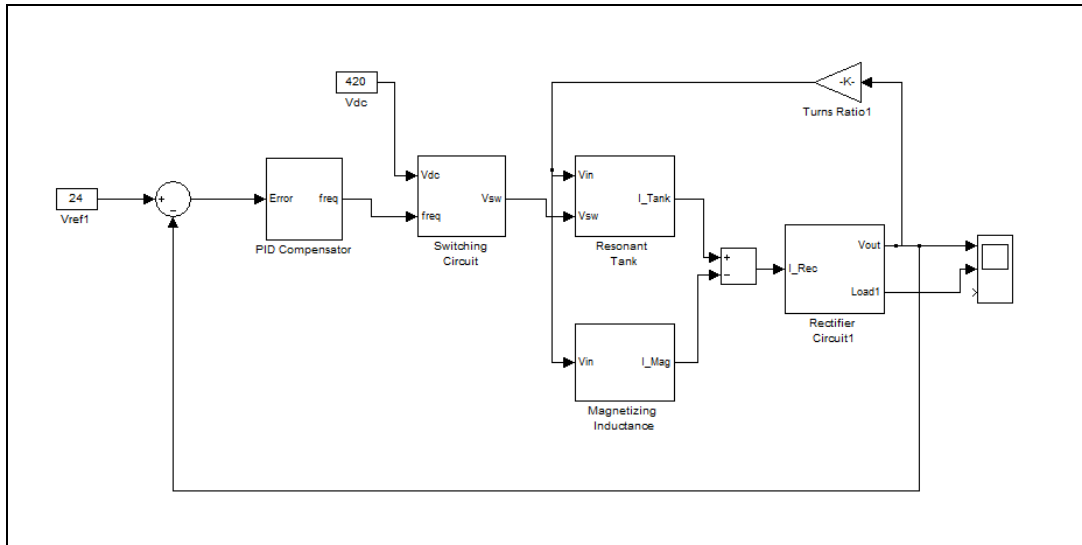 420
Vdc
-K-
Turns Ratio1
24
Vref1
+
−
Error
freq
PID Compensator
Vdc
freq
Vsw
Switching
Circuit
Vin
Vsw
I_Tank
Resonant
Tank
Vin
I_Mag
Magnetizing
Inductance
+
−
I_Rec
Vout
Load1
Rectifier
Circuit1